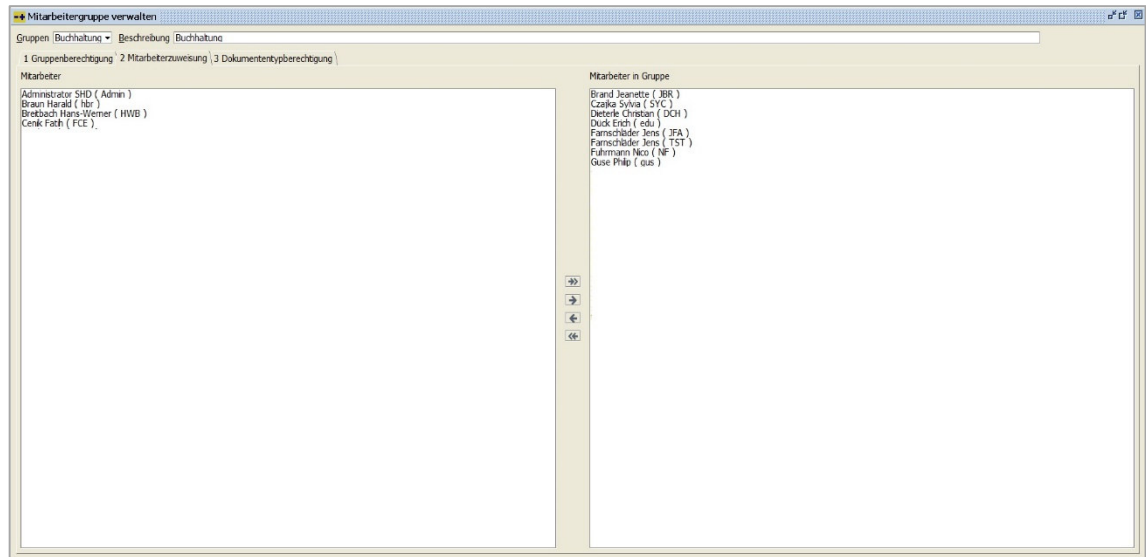 Mitarbeitergruppe verwalten
Gruppen Buchhaltung Beschreibung Buchhaltung
1 Gruppenberechtigung 2 Mitarbeiterzuweisung 3 Dokumententypberechtigung
Mitarbeiter
Administrator SHD ( Admin )
Braun Harald ( hbr )
Breitbach Hans-Werner ( HWB )
Cenik Fatih ( FCE )
Mitarbeiter in Gruppe
Brand Jeanette ( JBR )
Czajka Sylvia ( SYC )
Dieterle Christian ( DCH )
Dück Erich ( edu )
Farnschläder Jens ( JFA )
Farnschläder Jens ( TST )
Fuhrmann Nico ( NF )
Guse Philip ( gus )